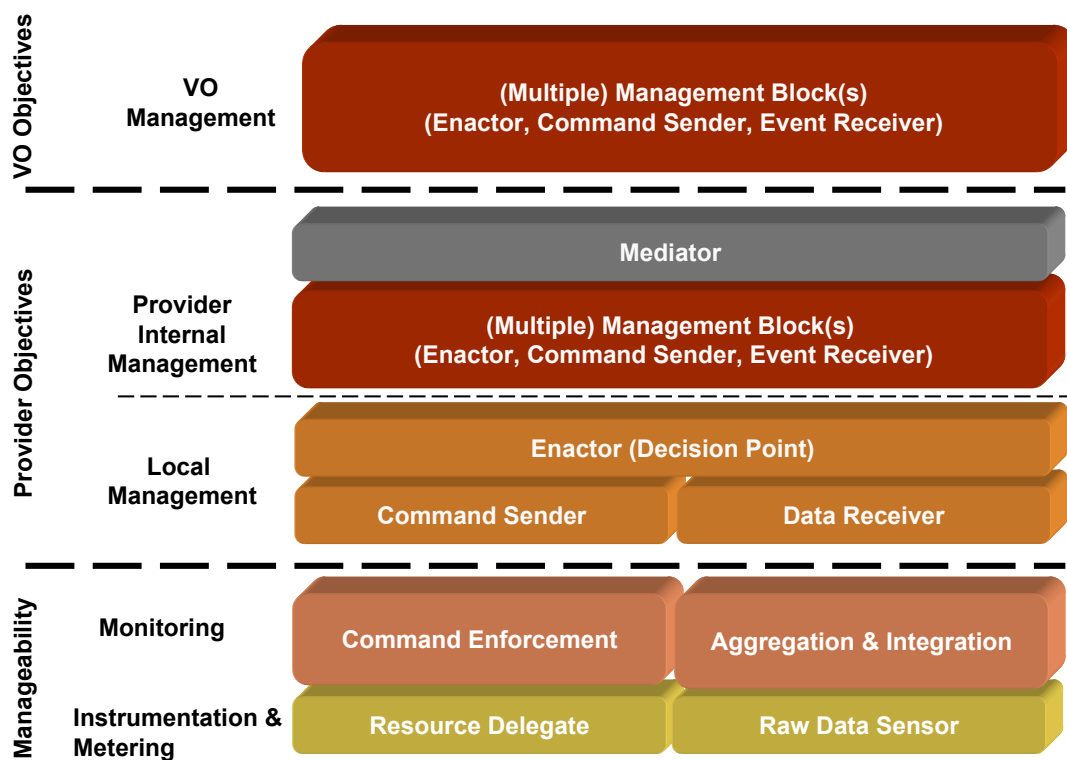 VO Objectives
VO
Management
(Multiple) Management Block(s)
(Enactor, Command Sender, Event Receiver)
Provider Objectives
Mediator
Provider
Internal
Management
(Multiple) Management Block(s)
(Enactor, Command Sender, Event Receiver)
Local
Management
Enactor (Decision Point)
Command Sender
Data Receiver
Manageability
Monitoring
Command Enforcement
Aggregation & Integration
Instrumentation &
Metering
Resource Delegate
Raw Data Sensor